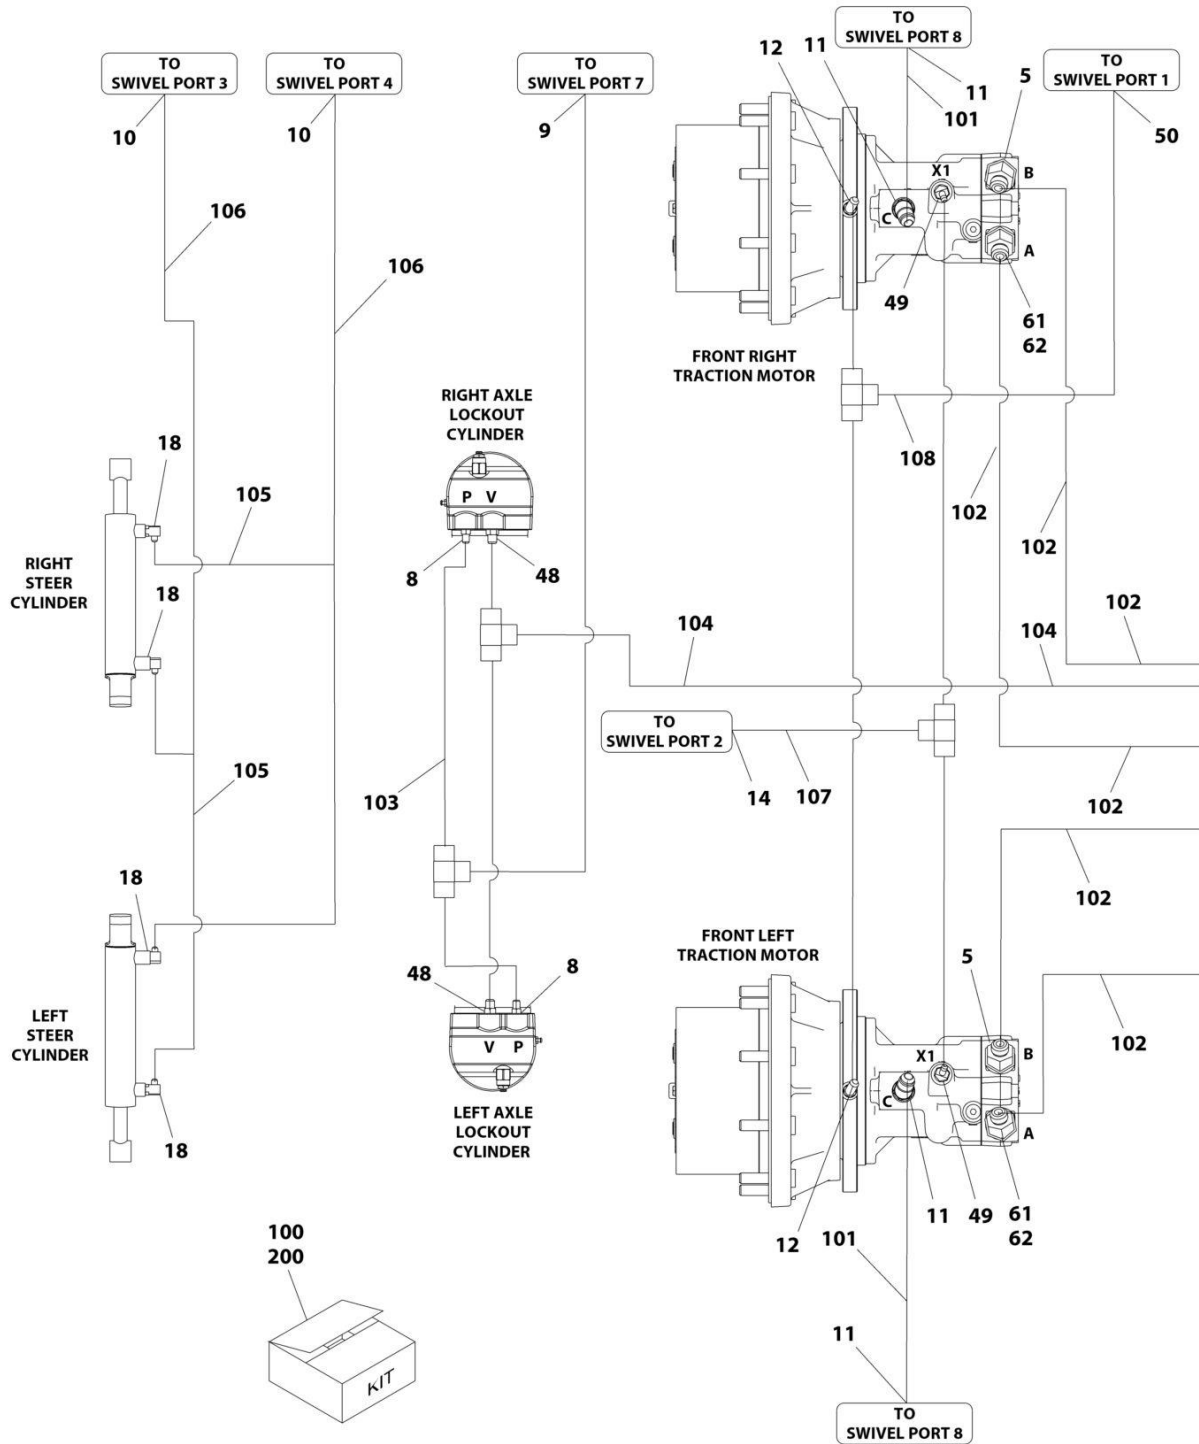 TO
SWIVEL PORT 8
TO
SWIVEL PORT 3
TO
SWIVEL PORT 4
TO
SWIVEL PORT 7
TO
SWIVEL PORT 1
12
11
5
11
101
10
10
9
50
X1
B
C
A
106
106
49
61
62
FRONT RIGHT
TRACTION MOTOR
RIGHT AXLE
LOCKOUT
CYLINDER
18
108
105
102
P V
102
RIGHT
STEER
CYLINDER
8
48
18
102
104
104
TO
SWIVEL PORT 2
105
103
14
107
102
102
18
FRONT LEFT
TRACTION MOTOR
48
8
5
LEFT
STEER
CYLINDER
V P
X1
B
102
C
A
LEFT AXLE
LOCKOUT
CYLINDER
18
12
101
11
49
61
62
100
200
11
KIT
TO
SWIVEL PORT 8